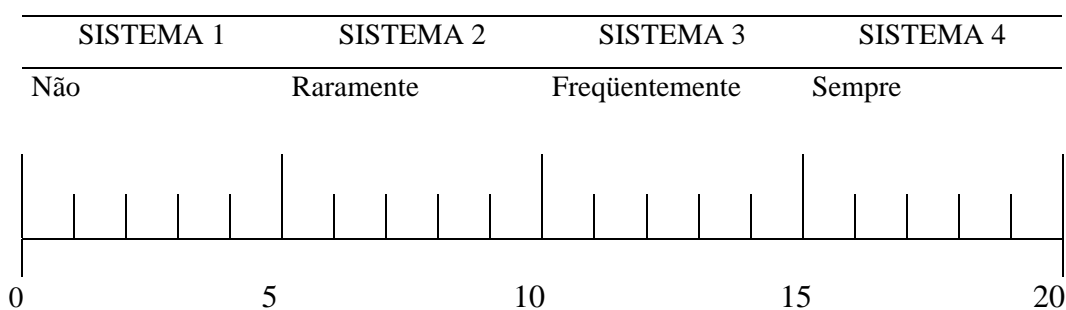 SISTEMA 1 SISTEMA 2 SISTEMA 3 SISTEMA 4
Não Raramente Freqüentemente Sempre
0 5 10 15 20